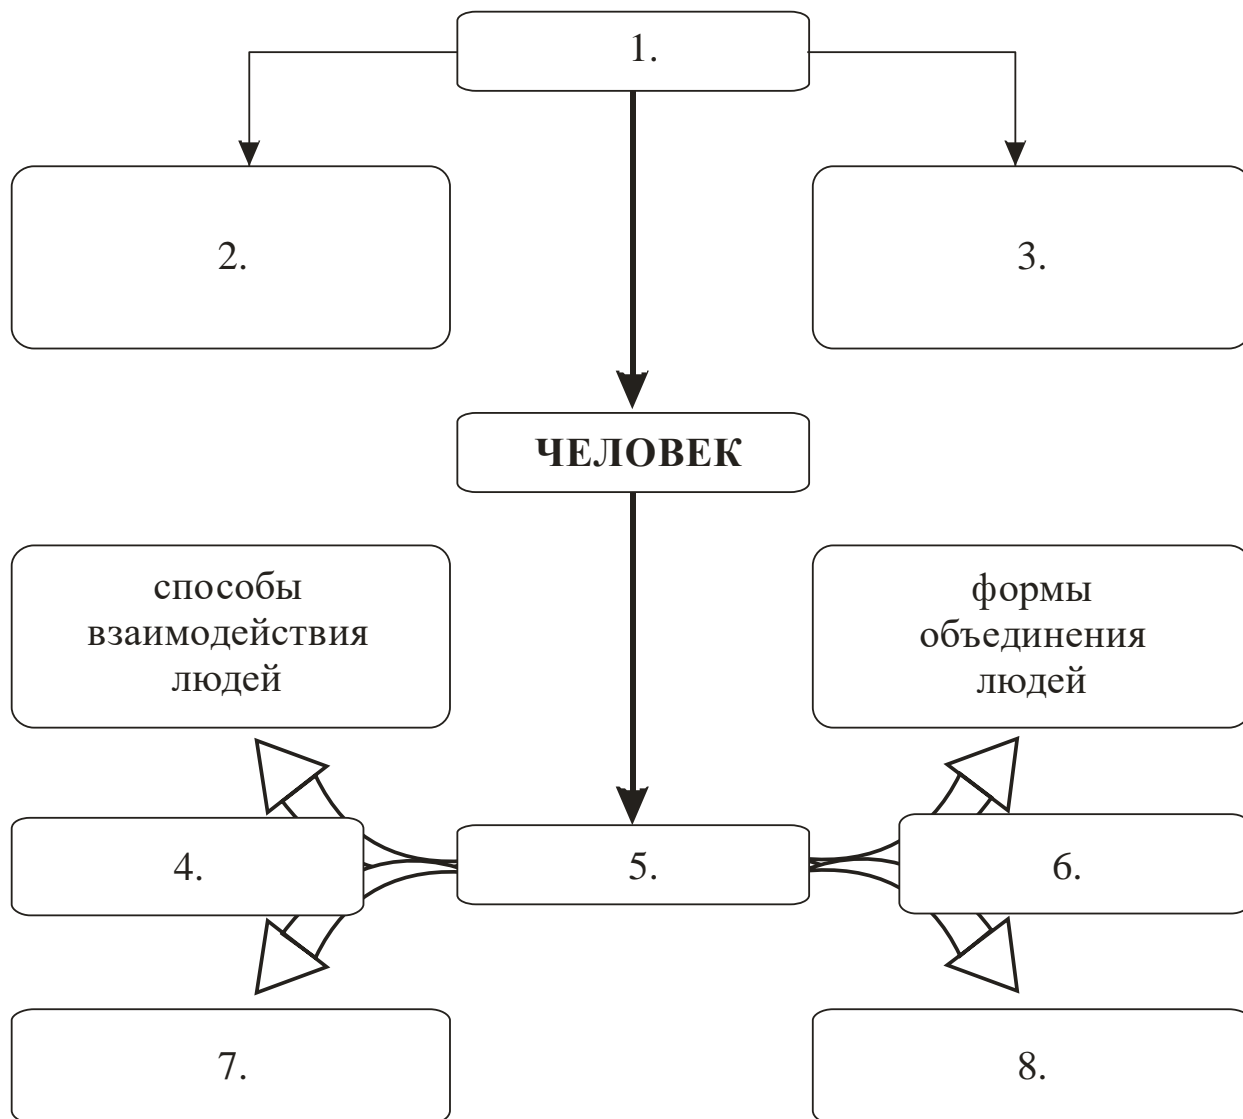 1.
2.
3.
ЧЕЛОВЕК
способы
взаимодействия
людей
формы
объединения
людей
4.
5.
6.
7.
8.